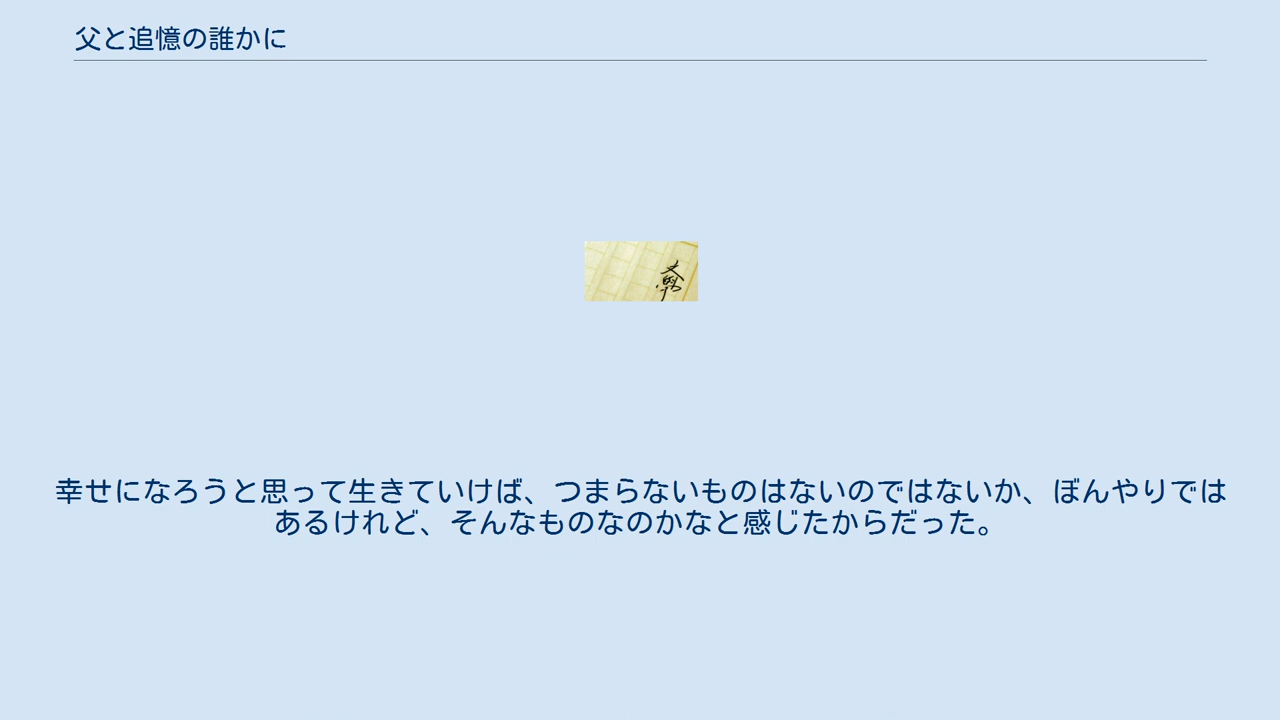 父と追憶の誰かに
幸せになろうと思って生きていけば、つまらないものはないのではないか、ぼんやりでは
あるけれど、そんなものなのかなと感じたからだった。